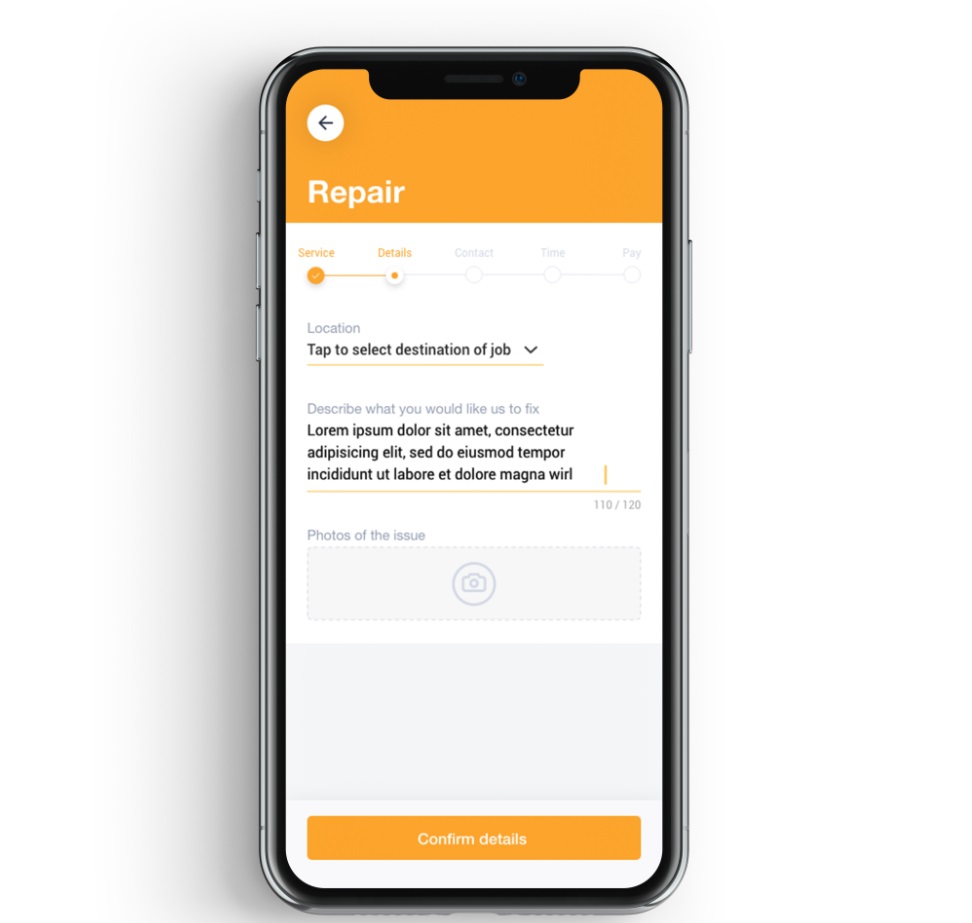 Repair
Service Details Contact Time Pay
Location
Tap to select destination of job
Describe what you would like us to fix
Lorem ipsum dolor sit amet, consectetur
adipisicing elit, sed do eiusmod tempor
incididunt ut labore et dolore magna wirl
110 / 120
Photos of the issue
Confirm details